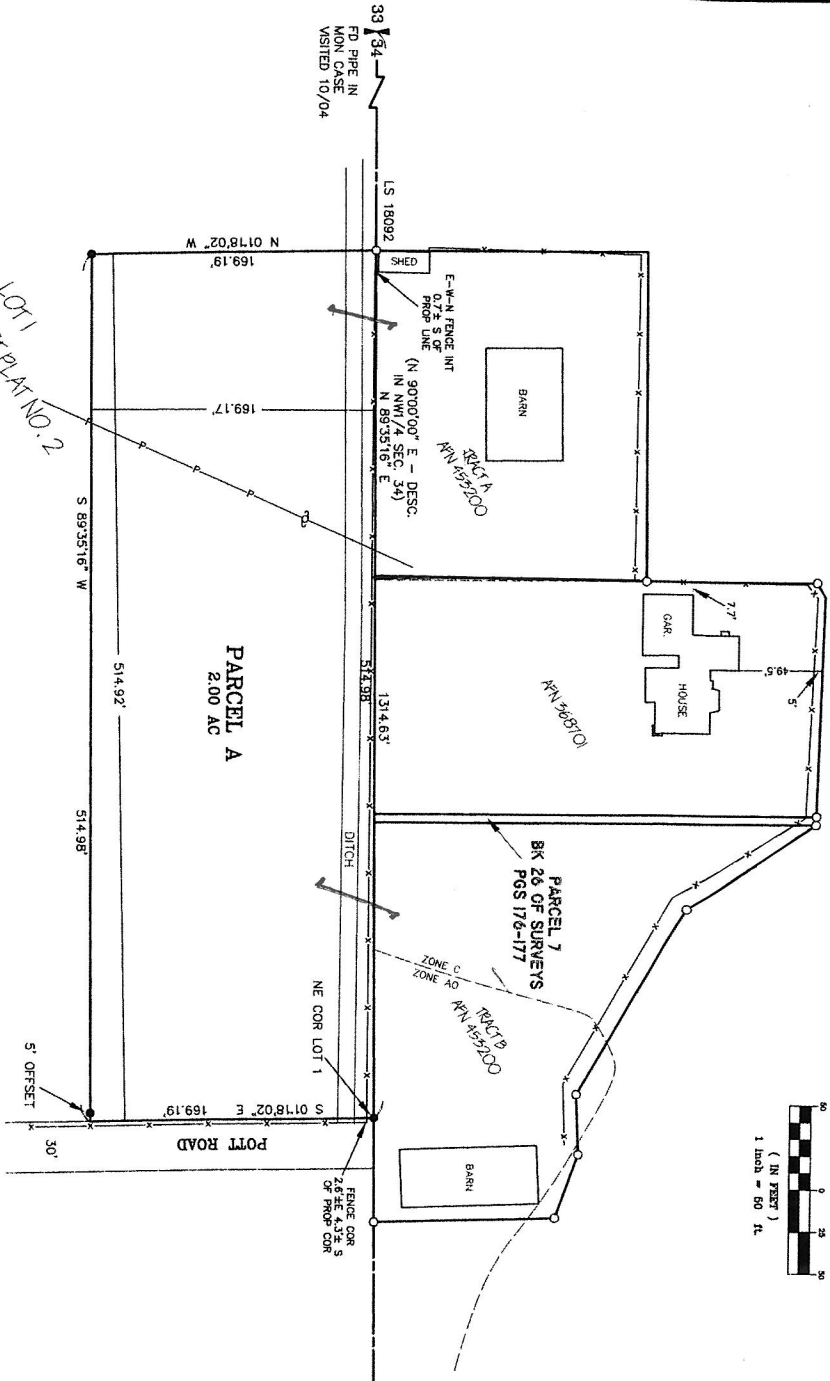 33 34
FD PIPE IN
MON CASE
VISITED 10/04
LS 18092
SHED
E-W-N FENCE INT
0.7'± S OF
PROP LINE
BARN
TRACT A
AFN 453200
(N 90°00'00" E - DESC.
IN NW1/4 SEC. 34)
N 89°35'16" E
N 01°18'02" W
169.19'
169.17'
LOT 1
PLAT NO. 2
P
P
P
P
S 89°35'16" W
514.92'
514.98'
PARCEL A
2.00 AC
514.98
1314.63'
DITCH
7.7'
GAR.
HOUSE
49.5'
5'
AFN 368701
PARCEL 7
BK 26 OF SURVEYS
PGS 176-177
ZONE C
ZONE AO
TRACT B
AFN 453200
BARN
NE COR LOT 1
S 01°18'02" E 169.19'
5' OFFSET
POTT ROAD
30'
FENCE COR
2.6'±E 4.3'± S
OF PROP COR
50 0 25 50
( IN FEET )
1 inch = 50 ft.